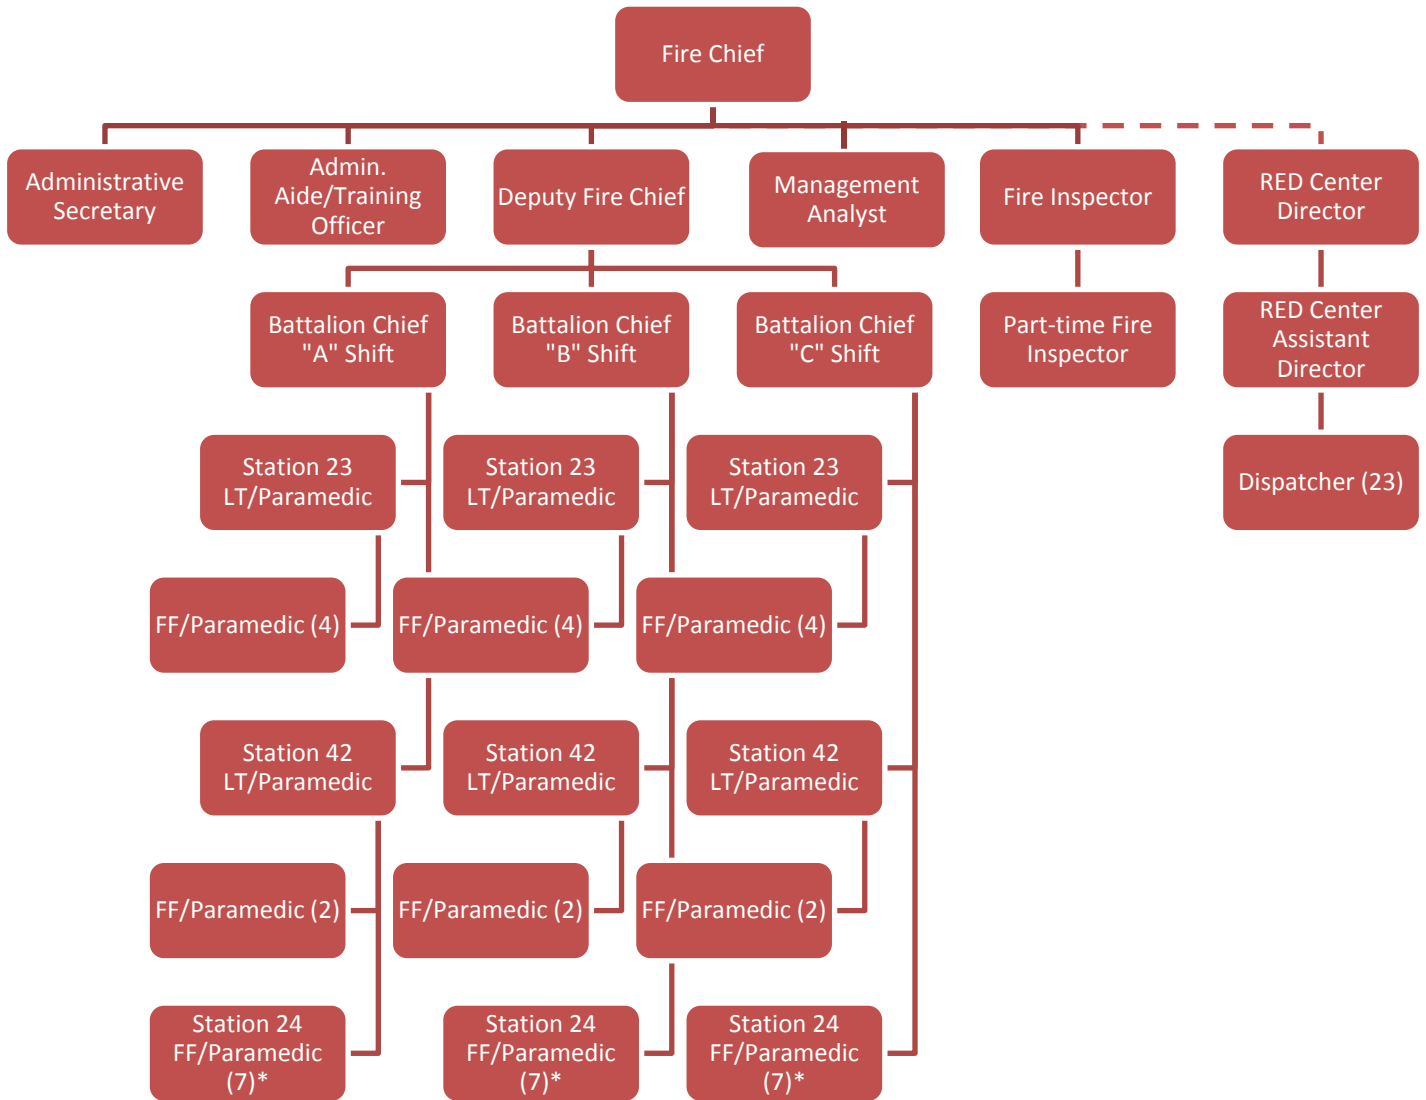 Fire Chief
Administrative
Secretary
Admin.
Aide/Training
Officer
Deputy Fire Chief
Management
Analyst
Fire Inspector
RED Center
Director
Battalion Chief
"A" Shift
Battalion Chief
"B" Shift
Battalion Chief
"C" Shift
Part-time Fire
Inspector
RED Center
Assistant
Director
Station 23
LT/Paramedic
Station 23
LT/Paramedic
Station 23
LT/Paramedic
Dispatcher (23)
FF/Paramedic (4)
FF/Paramedic (4)
FF/Paramedic (4)
Station 42
LT/Paramedic
Station 42
LT/Paramedic
Station 42
LT/Paramedic
FF/Paramedic (2)
FF/Paramedic (2)
FF/Paramedic (2)
Station 24
FF/Paramedic
(7)*
Station 24
FF/Paramedic
(7)*
Station 24
FF/Paramedic
(7)*